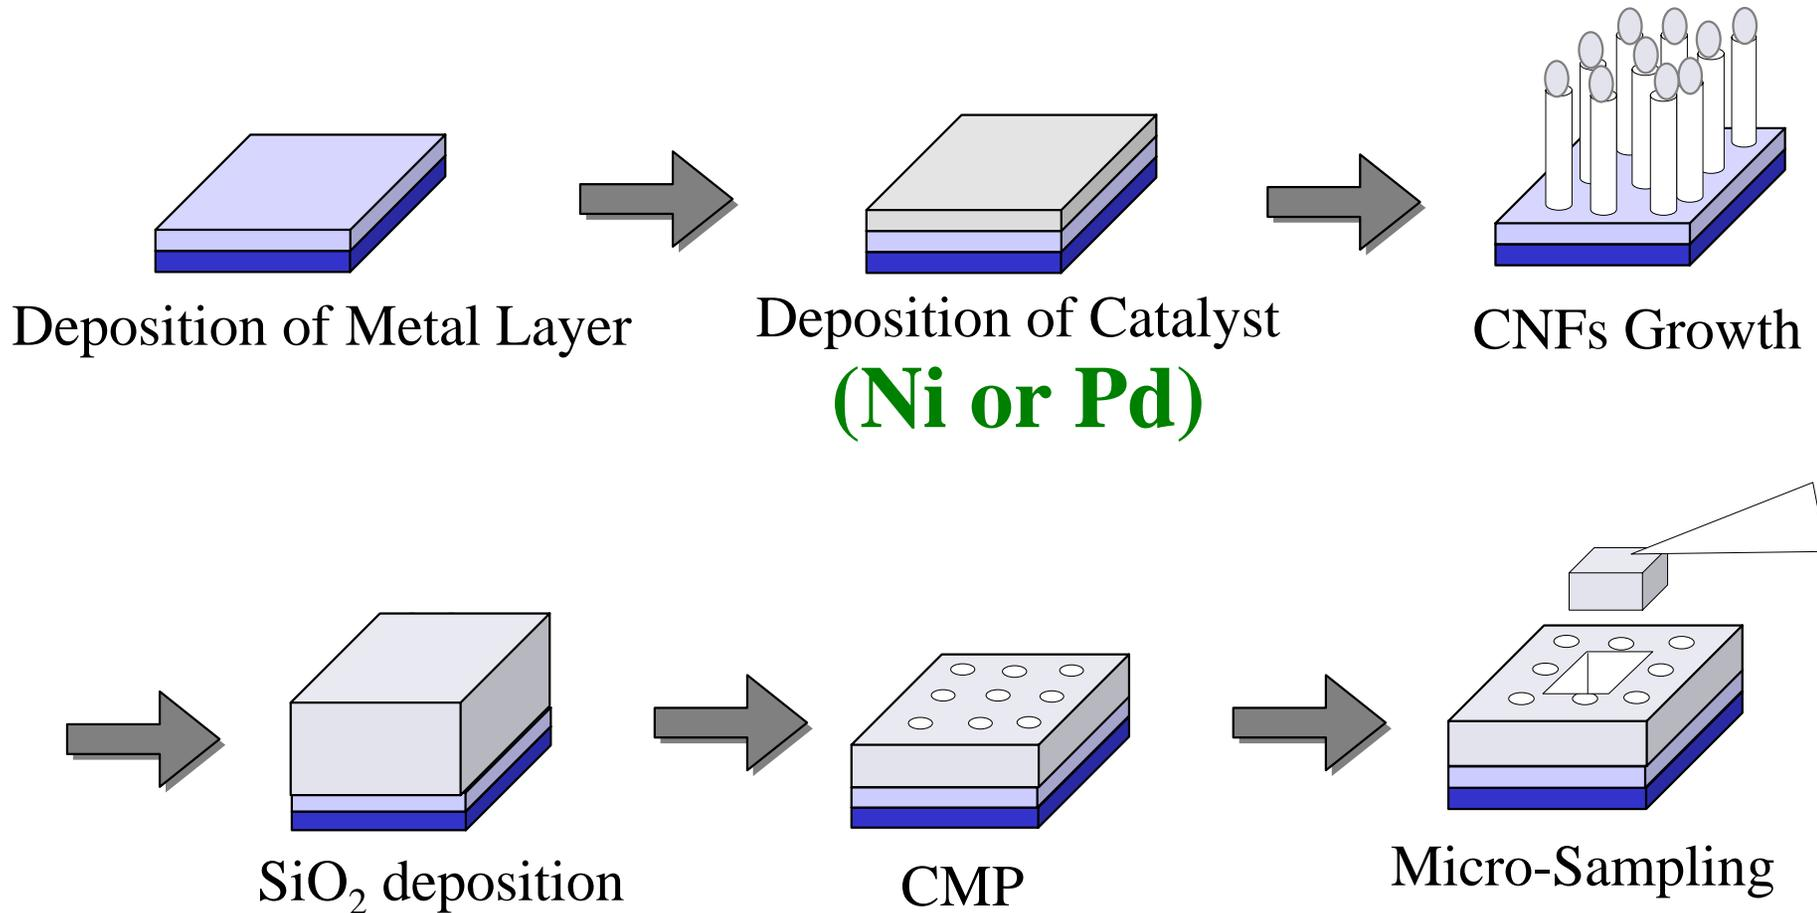 Deposition of Metal Layer
Deposition of Catalyst
(Ni or Pd)
CNFs Growth
SiO₂ deposition
CMP
Micro-Sampling